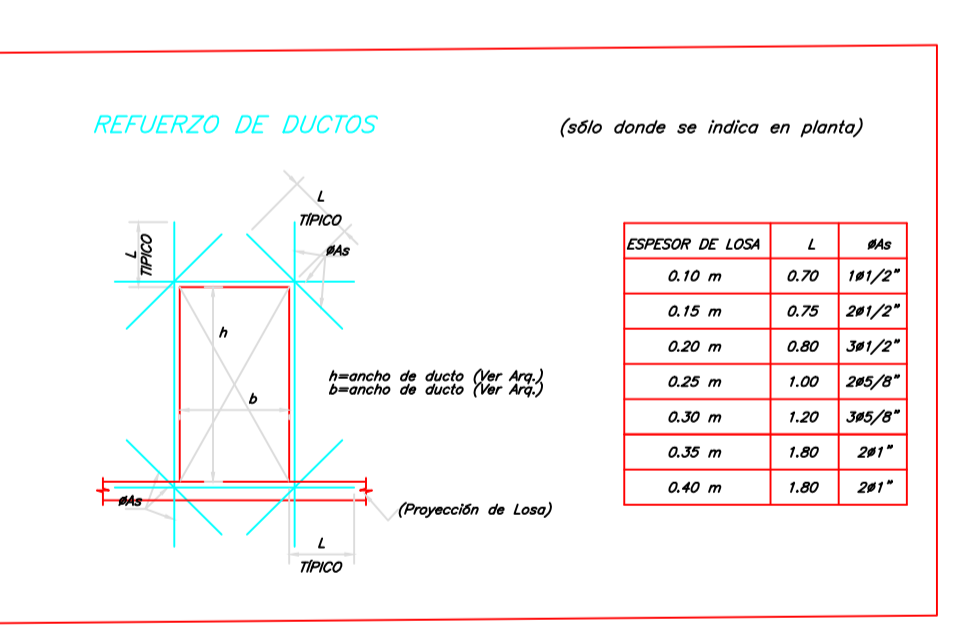 REFUERZO DE DUCTOS
(sólo donde se indica en planta)
L
TÍPICO
L
TIPICO
øAs
h
b
h=ancho de ducto (Ver Arq.)
b=ancho de ducto (Ver Arq.)
øAs
(Proyección de Losa)
L
TÍPICO
ESPESOR DE LOSA L øAs
0.10 m 0.70 1ø1/2"
0.15 m 0.75 2ø1/2"
0.20 m 0.80 3ø1/2"
0.25 m 1.00 2ø5/8"
0.30 m 1.20 3ø5/8"
0.35 m 1.80 2ø1"
0.40 m 1.80 2ø1"